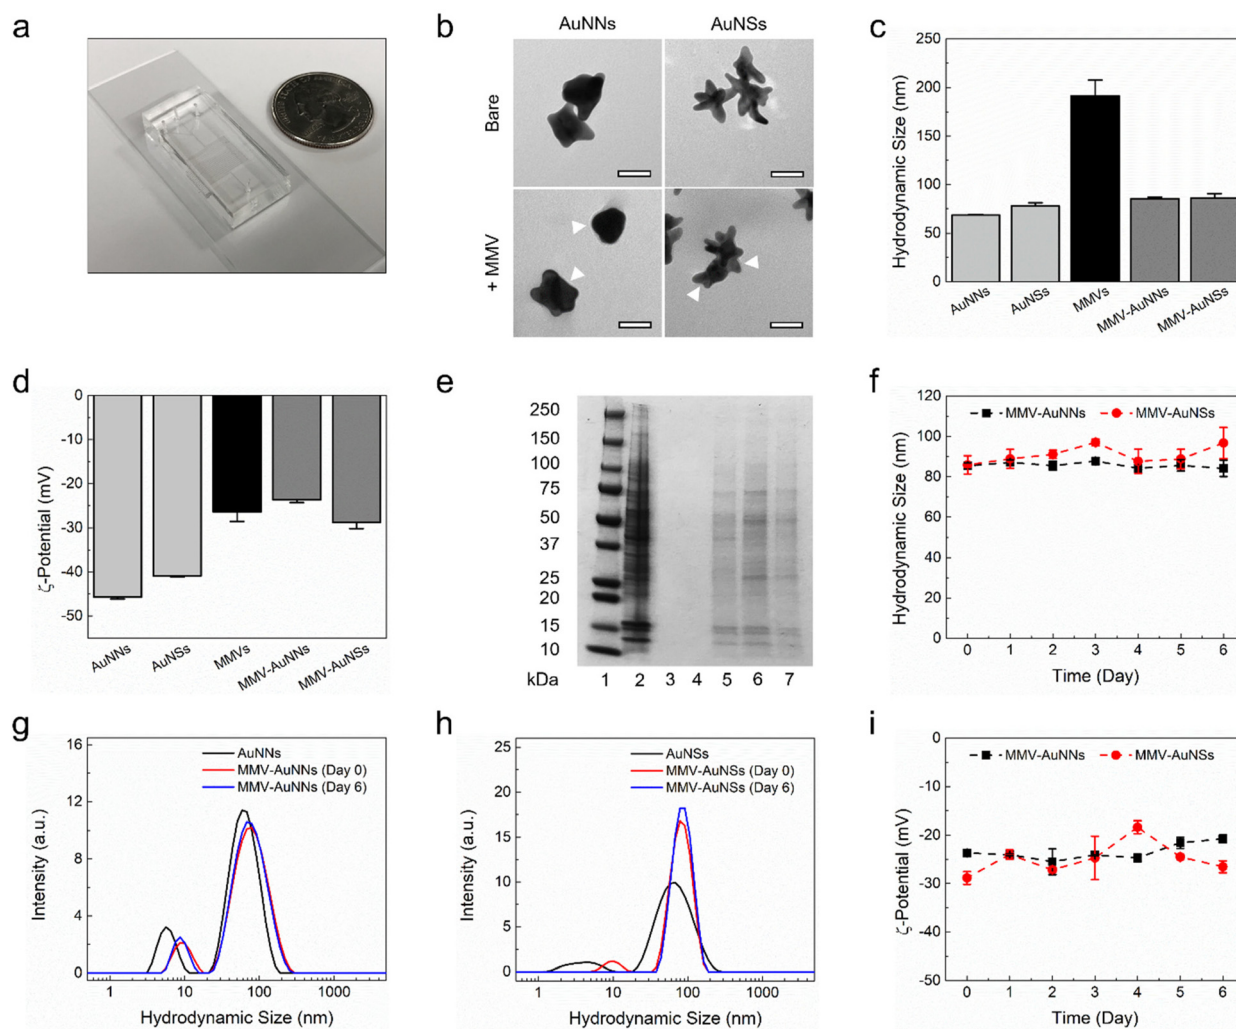 a
b
AuNNs
AuNSs
Bare
+ MMV
c
Hydrodynamic Size (nm)
250
200
150
100
50
0
AuNNs
AuNSs
MMVs
MMV-AuNNs
MMV-AuNSs
d
ζ-Potential (mV)
0
-10
-20
-30
-40
-50
AuNNs
AuNSs
MMVs
MMV-AuNNs
MMV-AuNSs
e
250
150
100
75
50
37
25
20
15
10
kDa 1 2 3 4 5 6 7
f
Hydrodynamic Size (nm)
120
100
80
60
40
20
0
MMV-AuNNs MMV-AuNSs
0 1 2 3 4 5 6
Time (Day)
g
Intensity (a.u.)
16
12
8
4
0
AuNNs
MMV-AuNNs (Day 0)
MMV-AuNNs (Day 6)
1 10 100 1000
Hydrodynamic Size (nm)
h
Intensity (a.u.)
25
20
15
10
5
0
AuNSs
MMV-AuNSs (Day 0)
MMV-AuNSs (Day 6)
1 10 100 1000
Hydrodynamic Size (nm)
i
ζ-Potential (mV)
0
-10
-20
-30
-40
-50
MMV-AuNNs MMV-AuNSs
0 1 2 3 4 5 6
Time (Day)